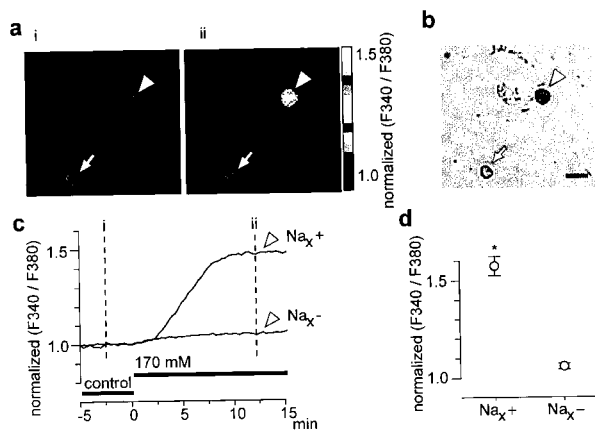 a
i
ii
1.5
1.0
normalized (F340 / F380)
b
c
i
ii
Nax+
Nax−
normalized (F340 / F380)
1.5
1.0
170 mM
control
-5 0 5 10 15
min
d
*
normalized (F340 / F380)
1.5
1.0
Nax+ Nax−